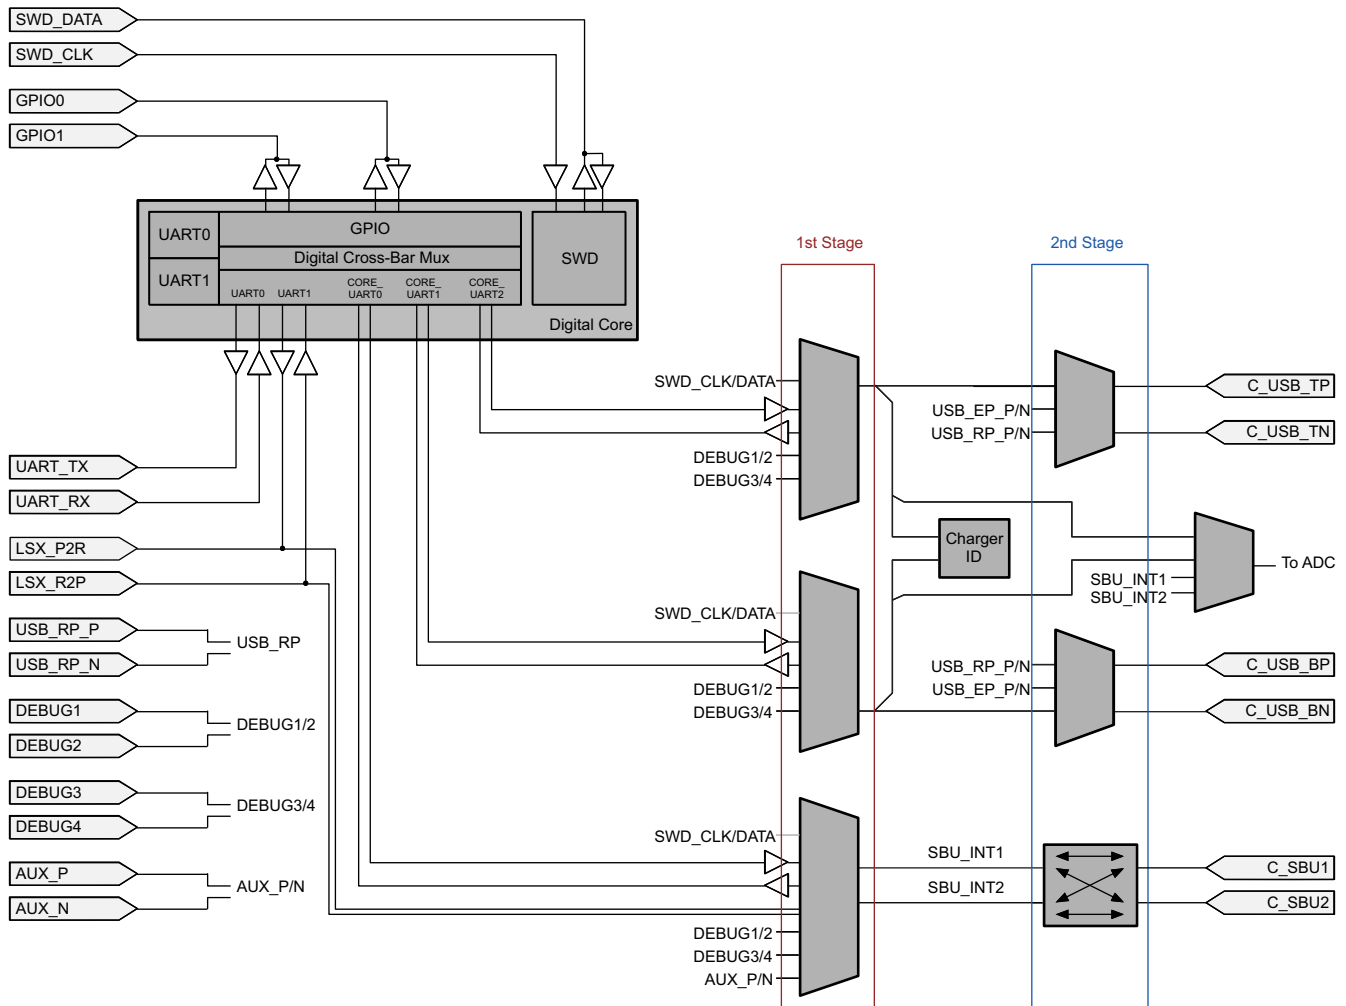 SWD_DATA
SWD_CLK
GPIO0
GPIO1
UART0
GPIO
Digital Cross-Bar Mux
SWD
UART1
UART0
UART1
CORE_
UART0
CORE_
UART1
CORE_
UART2
Digital Core
1st Stage
2nd Stage
SWD_CLK/DATA
DEBUG1/2
DEBUG3/4
USB_EP_P/N
USB_RP_P/N
C_USB_TP
C_USB_TN
UART_TX
UART_RX
LSX_P2R
LSX_R2P
Charger
ID
SBU_INT1
SBU_INT2
To ADC
USB_RP_P
USB_RP_N
USB_RP
SWD_CLK/DATA
DEBUG1/2
DEBUG3/4
USB_RP_P/N
USB_EP_P/N
C_USB_BP
C_USB_BN
DEBUG1
DEBUG2
DEBUG1/2
DEBUG3
DEBUG4
DEBUG3/4
AUX_P
AUX_N
AUX_P/N
SWD_CLK/DATA
SBU_INT1
SBU_INT2
C_SBU1
C_SBU2
DEBUG1/2
DEBUG3/4
AUX_P/N